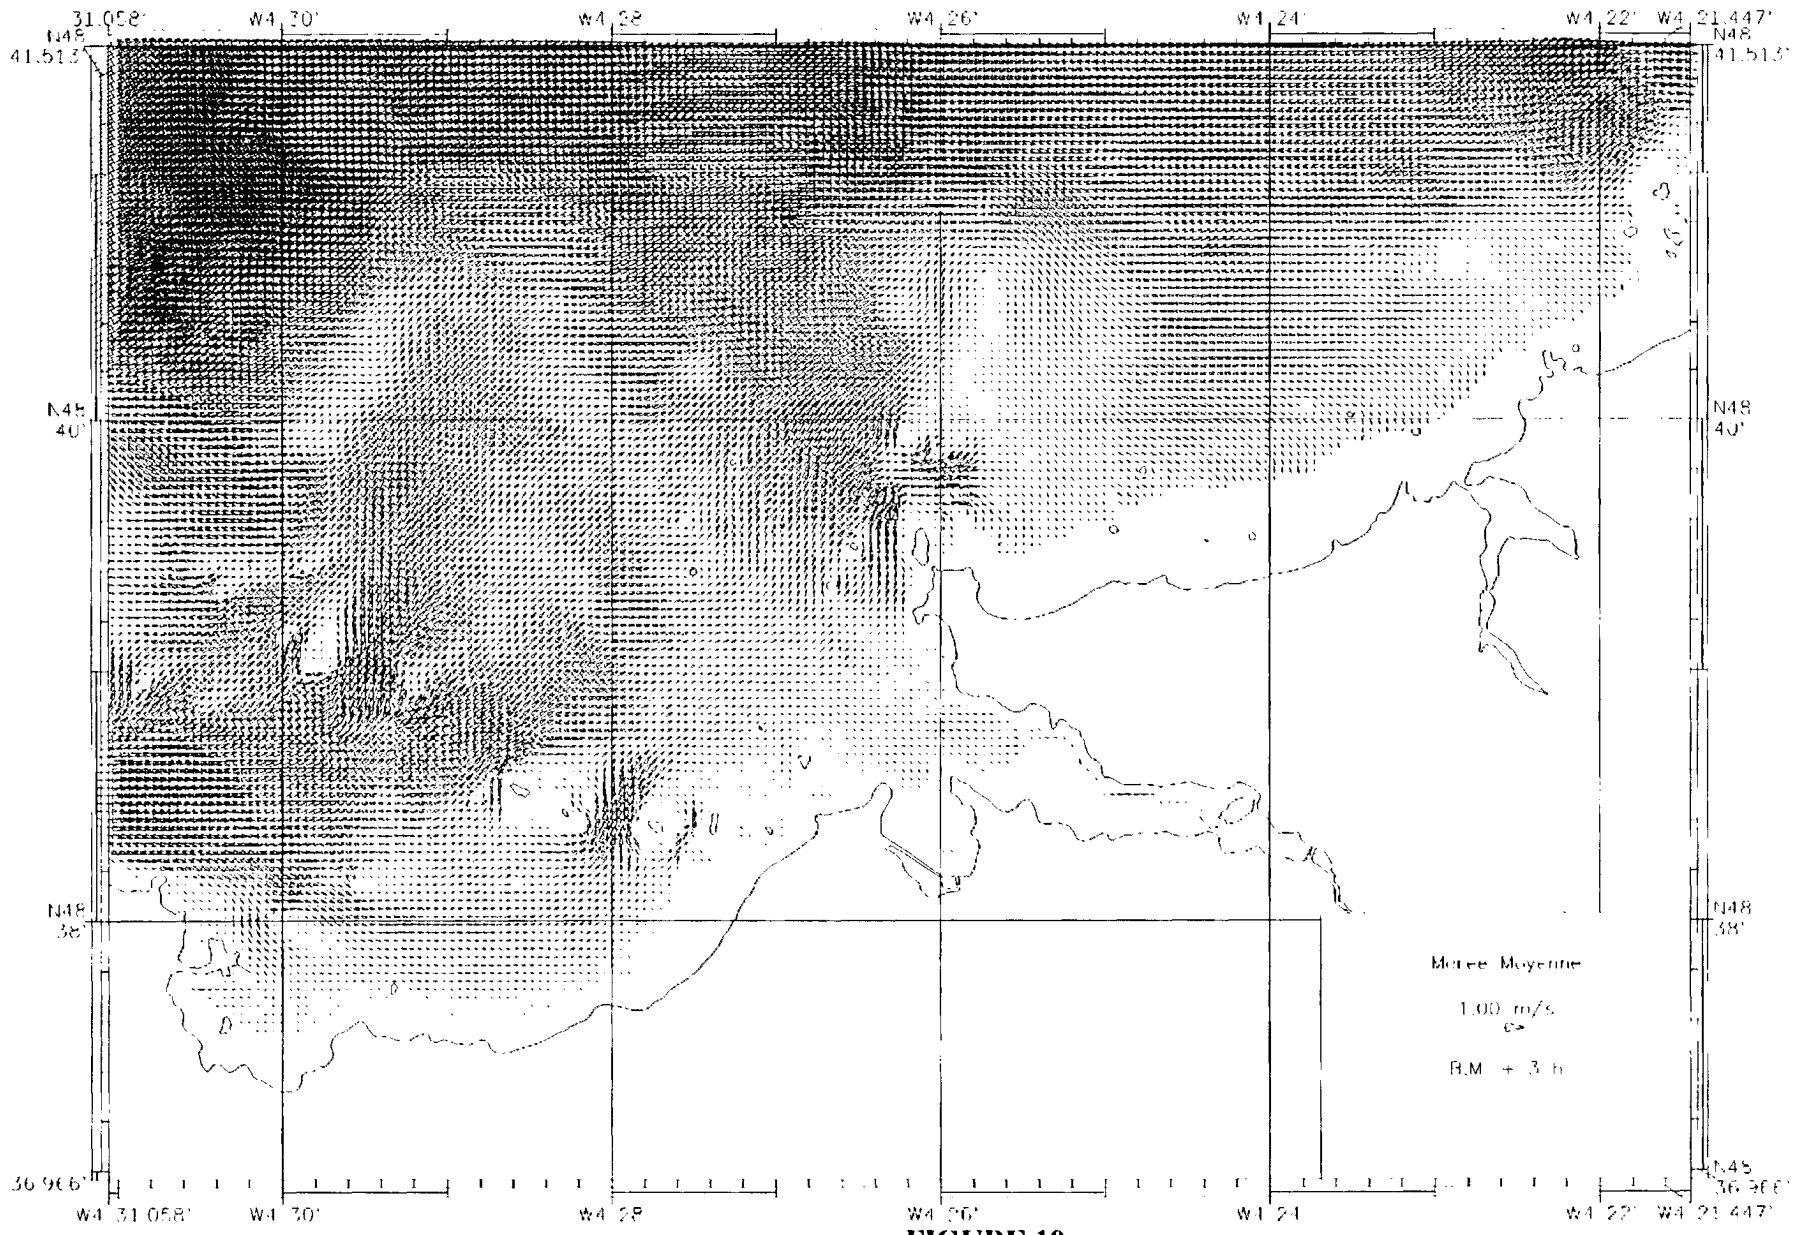 31.058' W4 30' W4 28' W4 26' W4 24' W4 22' W4 21.447'
N48 41.513'
N48 41.513'
N48 40'
N48 40'
N48 38'
N48 38'
Maree Moyenne
1.00 m/s
B.M + 3 h
36.966'
N48 36.966'
W4 31.058' W4 30' W4 28' W4 26' W4 24' W4 22' W4 21.447'